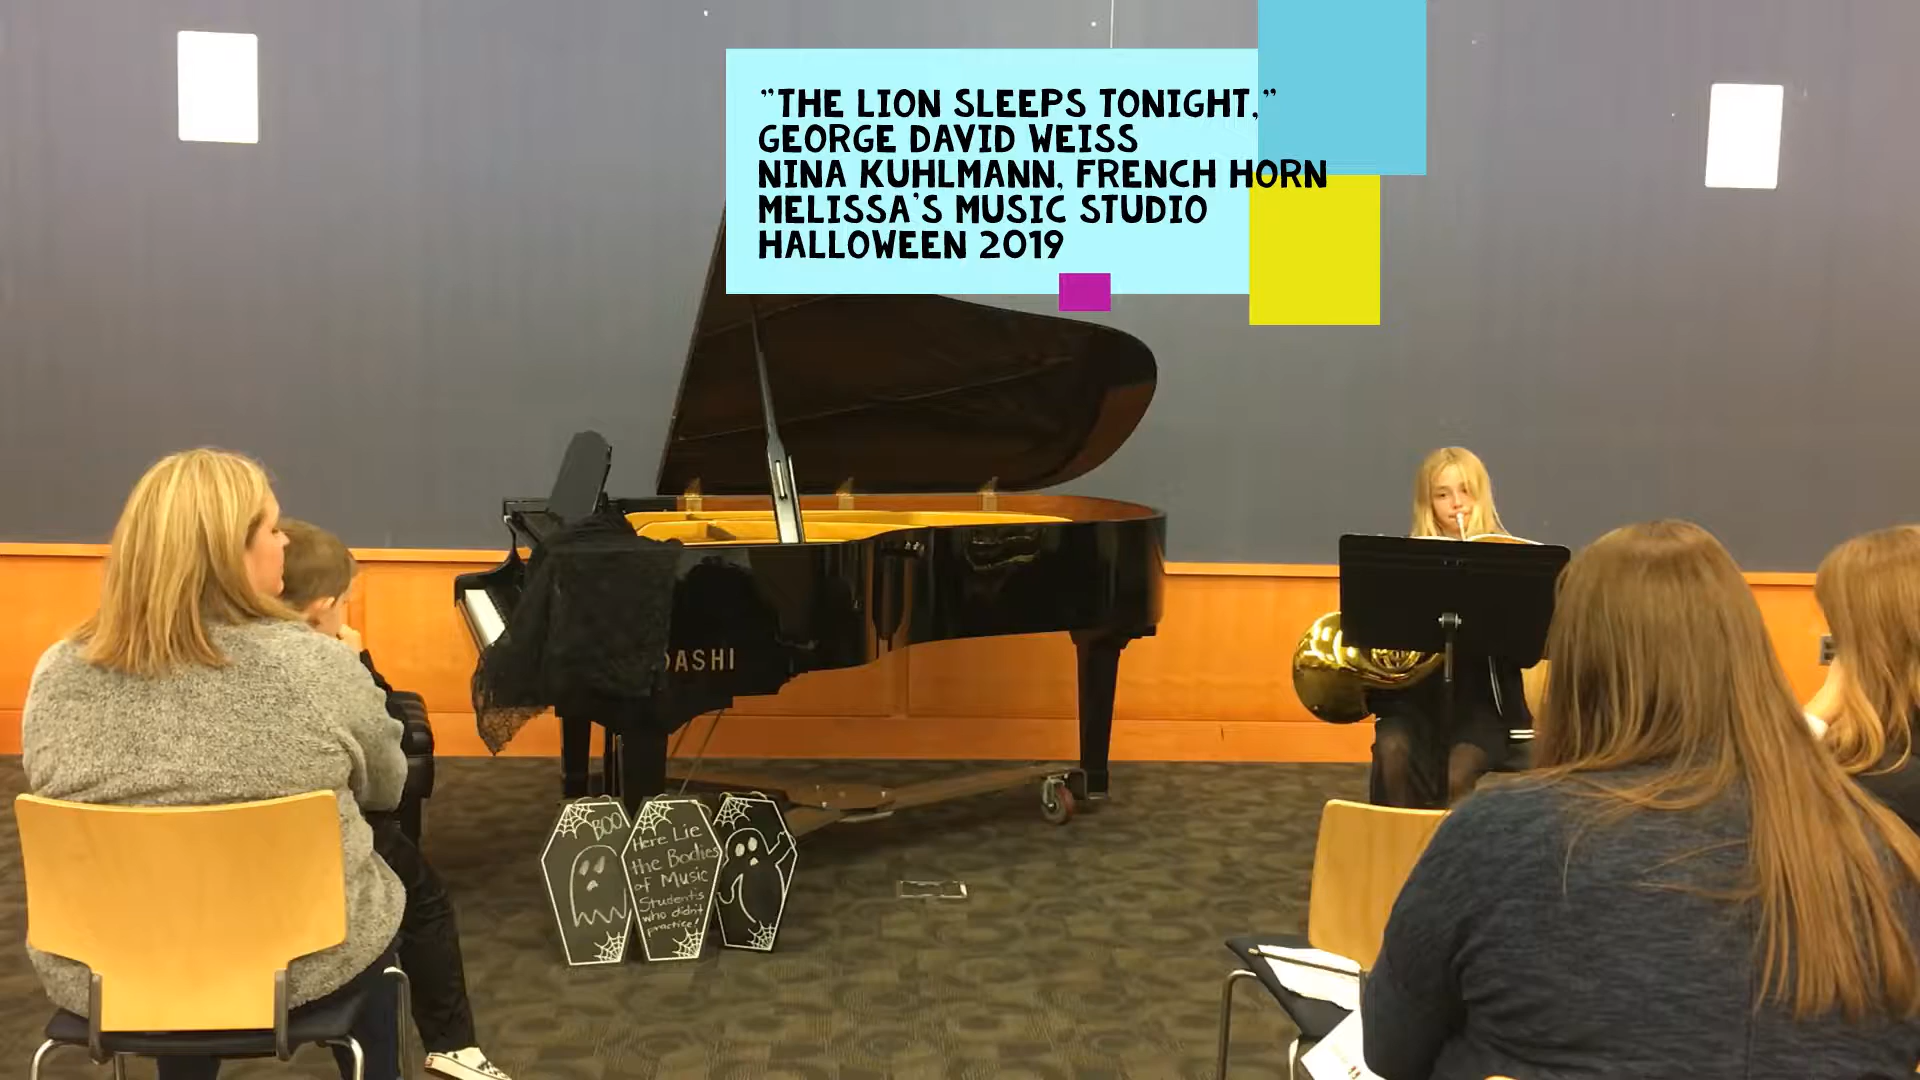 "THE LION SLEEPS TONIGHT,"
GEORGE DAVID WEISS
NINA KUHLMANN, FRENCH HORN
MELISSA'S MUSIC STUDIO
HALLOWEEN 2019
DASHI
BOO!
Here Lie
the Bodies
of Music
Students
who didn't
practice!